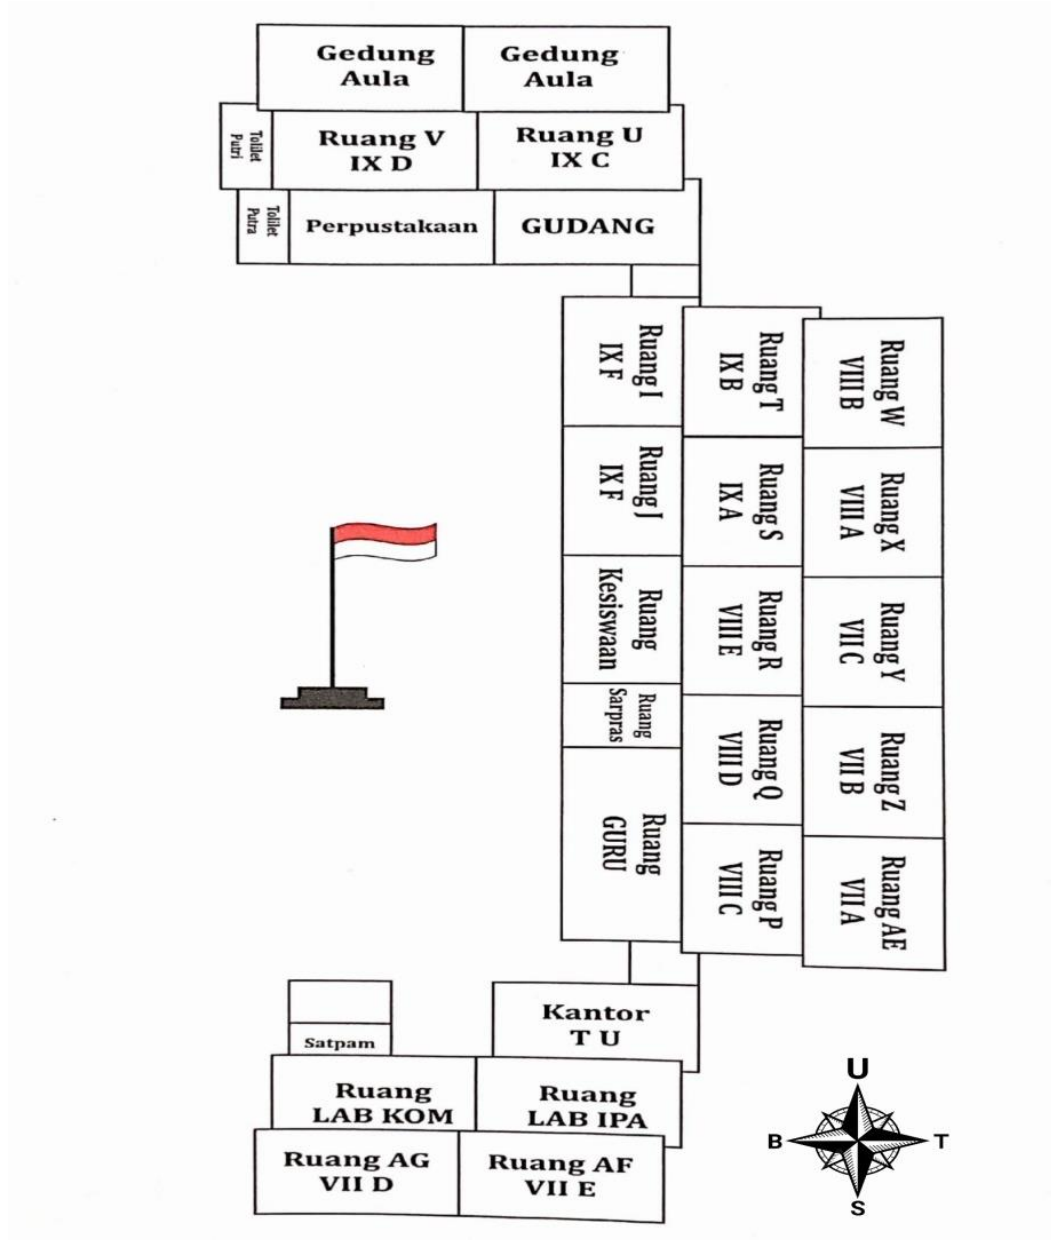 Gedung
Aula
Gedung
Aula
Tolilet
Putri
Ruang V
IX D
Ruang U
IX C
Tolilet
Putra
Perpustakaan
GUDANG
Ruang I
IX F
Ruang T
IX B
Ruang W
VIII B
Ruang J
IX F
Ruang S
IX A
Ruang X
VIII A
Ruang
Kesiswaan
Ruang R
VIII E
Ruang Y
VII C
Ruang
Sarpras
Ruang Q
VIII D
Ruang Z
VII B
Ruang
GURU
Ruang P
VIII C
Ruang AE
VII A
Kantor
T U
Satpam
Ruang
LAB KOM
Ruang
LAB IPA
Ruang AG
VII D
Ruang AF
VII E
U
B
T
S